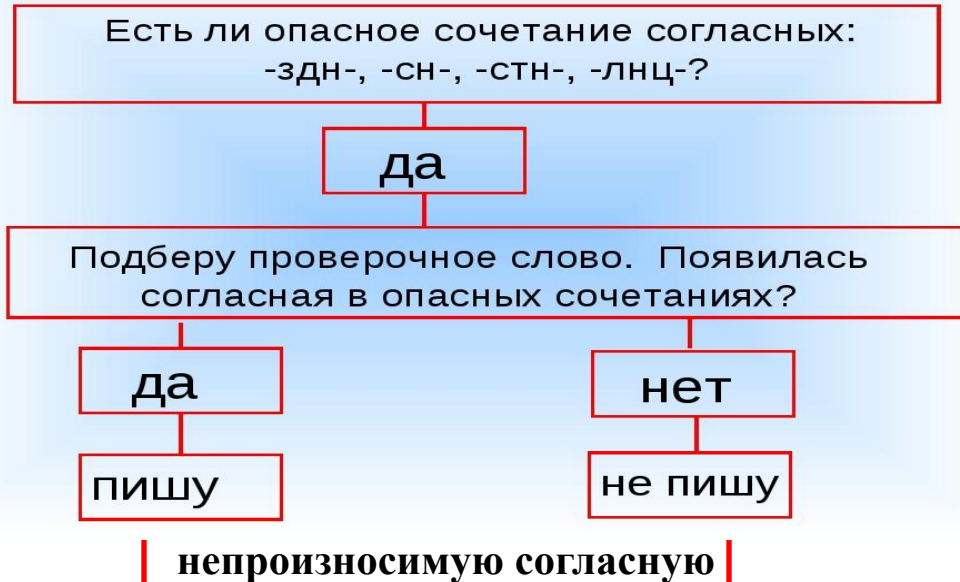 Есть ли опасное сочетание согласных:
-здн-, -сн-, -стн-, -лнц-?
да
Подберу проверочное слово. Появилась
согласная в опасных сочетаниях?
да
нет
пишу
не пишу
непроизносимую согласную